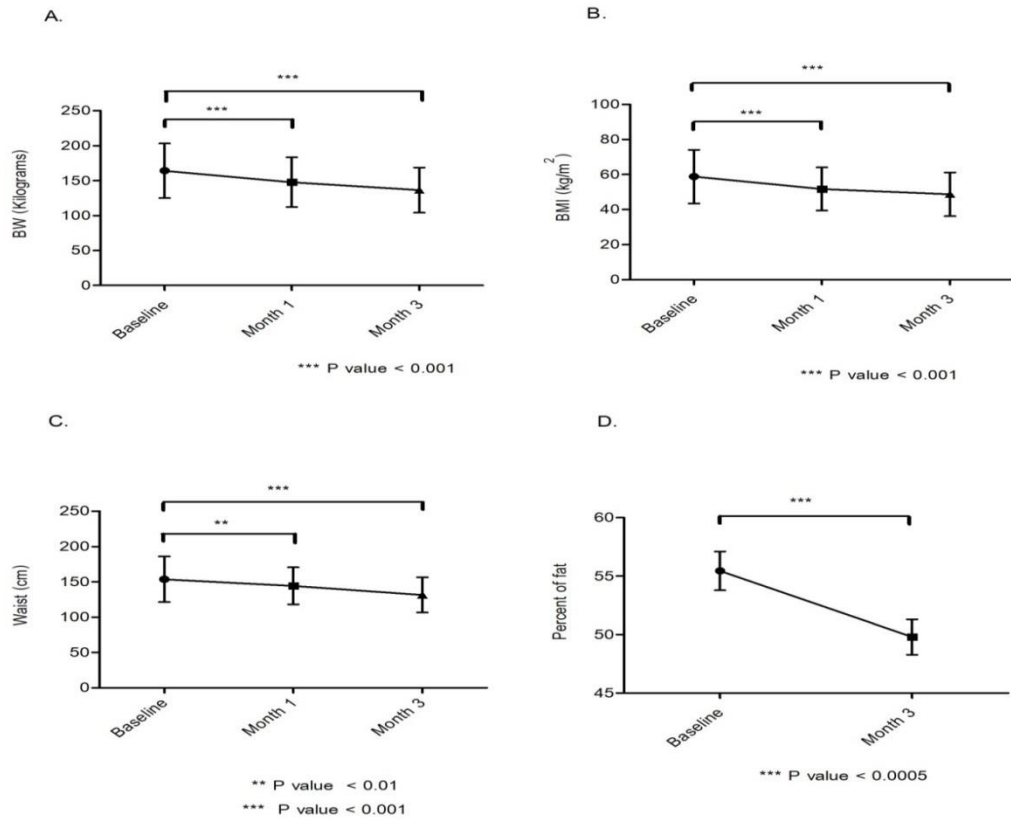 A.
***
***
250
200
150
100
50
0
BW (Kilograms)
Baseline
Month 1
Month 3
*** P value < 0.001
B.
***
***
100
80
60
40
20
0
BMI (kg/m²)
Baseline
Month 1
Month 3
*** P value < 0.001
C.
***
**
250
200
150
100
50
0
Waist (cm)
Baseline
Month 1
Month 3
** P value < 0.01
*** P value < 0.001
D.
***
60
55
50
45
Percent of fat
Baseline
Month 3
*** P value < 0.0005